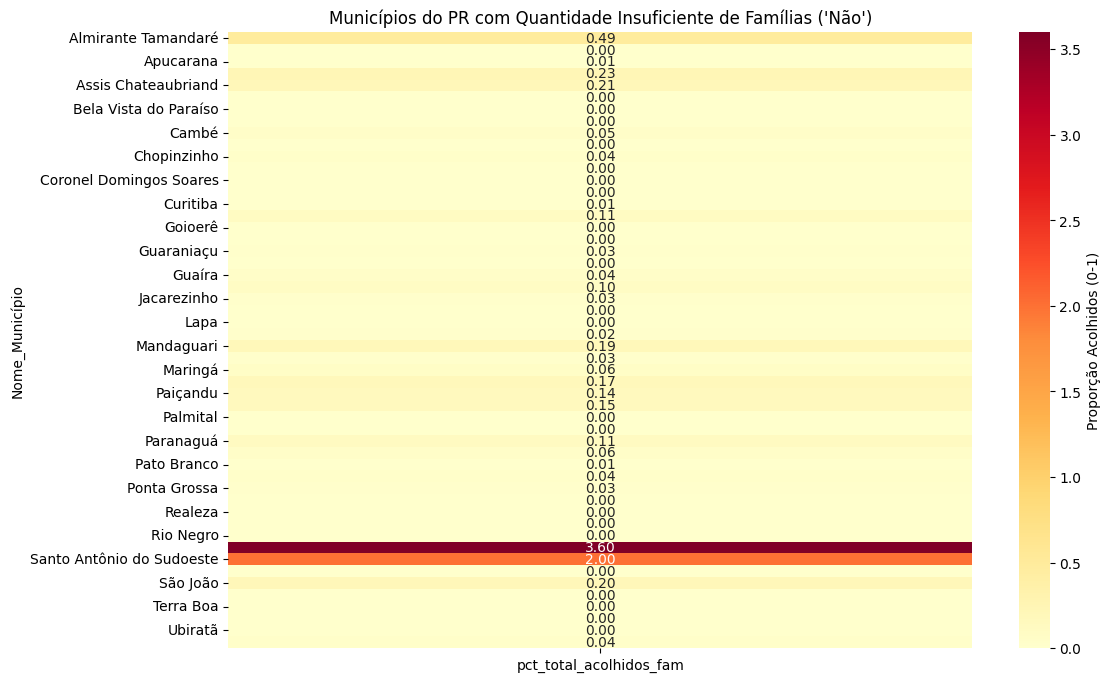 Municípios do PR com Quantidade Insuficiente de Famílias ('Não')
Almirante Tamandaré 0.49
0.00
Apucarana 0.01
0.23
Assis Chateaubriand 0.21
0.00
Bela Vista do Paraíso 0.00
0.00
Cambé 0.05
0.00
Chopinzinho 0.04
0.00
Coronel Domingos Soares 0.00
0.00
Curitiba 0.01
0.11
Goioerê 0.00
0.00
Guaraniaçu 0.03
0.00
Guaíra 0.04
0.10
Jacarezinho 0.03
0.00
Lapa 0.00
0.02
Mandaguari 0.19
0.03
Maringá 0.06
0.17
Paiçandu 0.14
0.15
Palmital 0.00
0.00
Paranaguá 0.11
0.06
Pato Branco 0.01
0.04
Ponta Grossa 0.03
0.00
Realeza 0.00
0.00
Rio Negro 0.00
3.60
Santo Antônio do Sudoeste 2.00
0.00
São João 0.20
0.00
Terra Boa 0.00
0.00
Ubiratã 0.00
0.04
Nome_Município
pct_total_acolhidos_fam
3.5
3.0
2.5
2.0
1.5
1.0
0.5
0.0
Proporção Acolhidos (0-1)